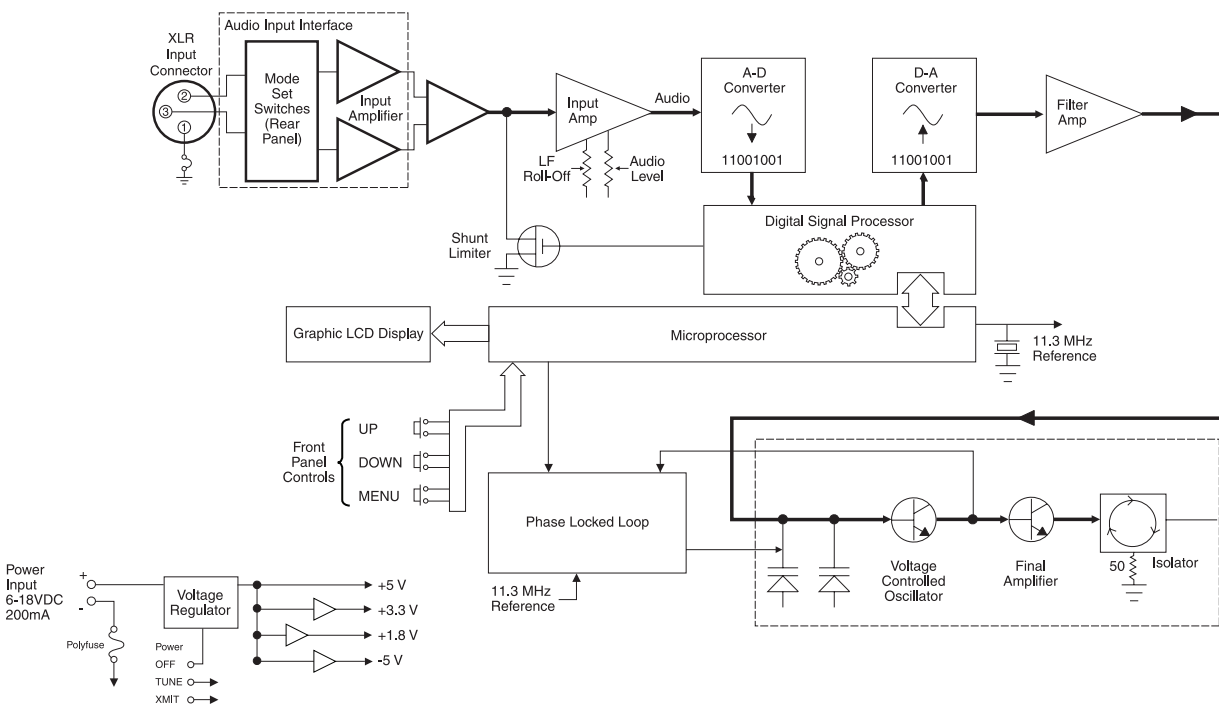 Audio Input Interface
XLR
Input
Connector
2
3
1
Mode
Set
Switches
(Rear
Panel)
Input
Amplifier
Input
Amp
LF
Roll-Off
Audio
Level
Audio
A-D
Converter
11001001
D-A
Converter
11001001
Filter
Amp
Shunt
Limiter
Digital Signal Processor
Graphic LCD Display
Microprocessor
11.3 MHz
Reference
Front
Panel
Controls
UP
DOWN
MENU
Phase Locked Loop
11.3 MHz
Reference
Voltage
Controlled
Oscillator
Final
Amplifier
50
Isolator
Power
Input
6-18VDC
200mA
+
-
Polyfuse
Voltage
Regulator
Power
OFF
TUNE
XMIT
+5 V
+3.3 V
+1.8 V
-5 V